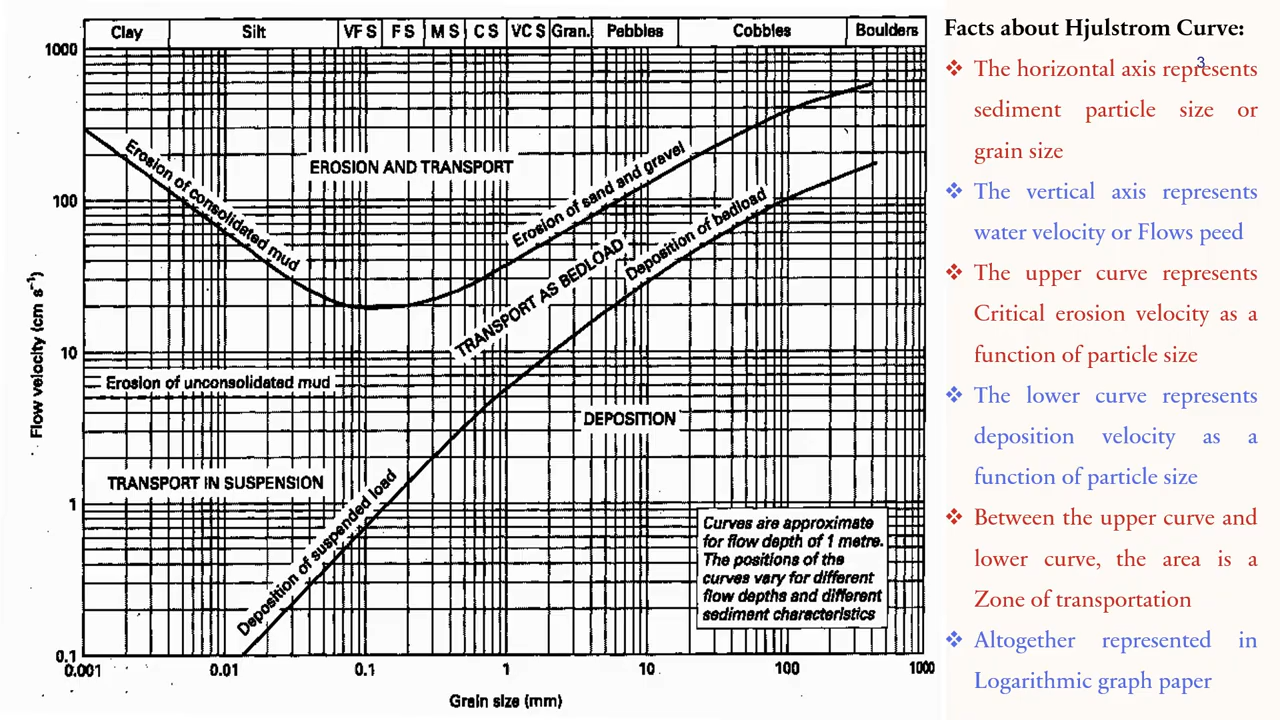 Clay Silt VF S F S M S C S VC S Gran. Pebbles Cobbles Boulders
1000
100
10
1
0.1
Flow velocity (cm s⁻¹)
Erosion of consolidated mud
EROSION AND TRANSPORT
Erosion of sand and gravel
TRANSPORT AS BEDLOAD
Deposition of bedload
Erosion of unconsolidated mud
DEPOSITION
TRANSPORT IN SUSPENSION
Deposition of suspended load
Curves are approximate
for flow depth of 1 metre.
The positions of the
curves vary for different
flow depths and different
sediment characteristics
0.001 0.01 0.1 1 10 100 1000
Grain size (mm)
Facts about Hjulstrom Curve:
3
❖ The horizontal axis represents
sediment particle size or
grain size
❖ The vertical axis represents
water velocity or Flows peed
❖ The upper curve represents
Critical erosion velocity as a
function of particle size
❖ The lower curve represents
deposition velocity as a
function of particle size
❖ Between the upper curve and
lower curve, the area is a
Zone of transportation
❖ Altogether represented in
Logarithmic graph paper